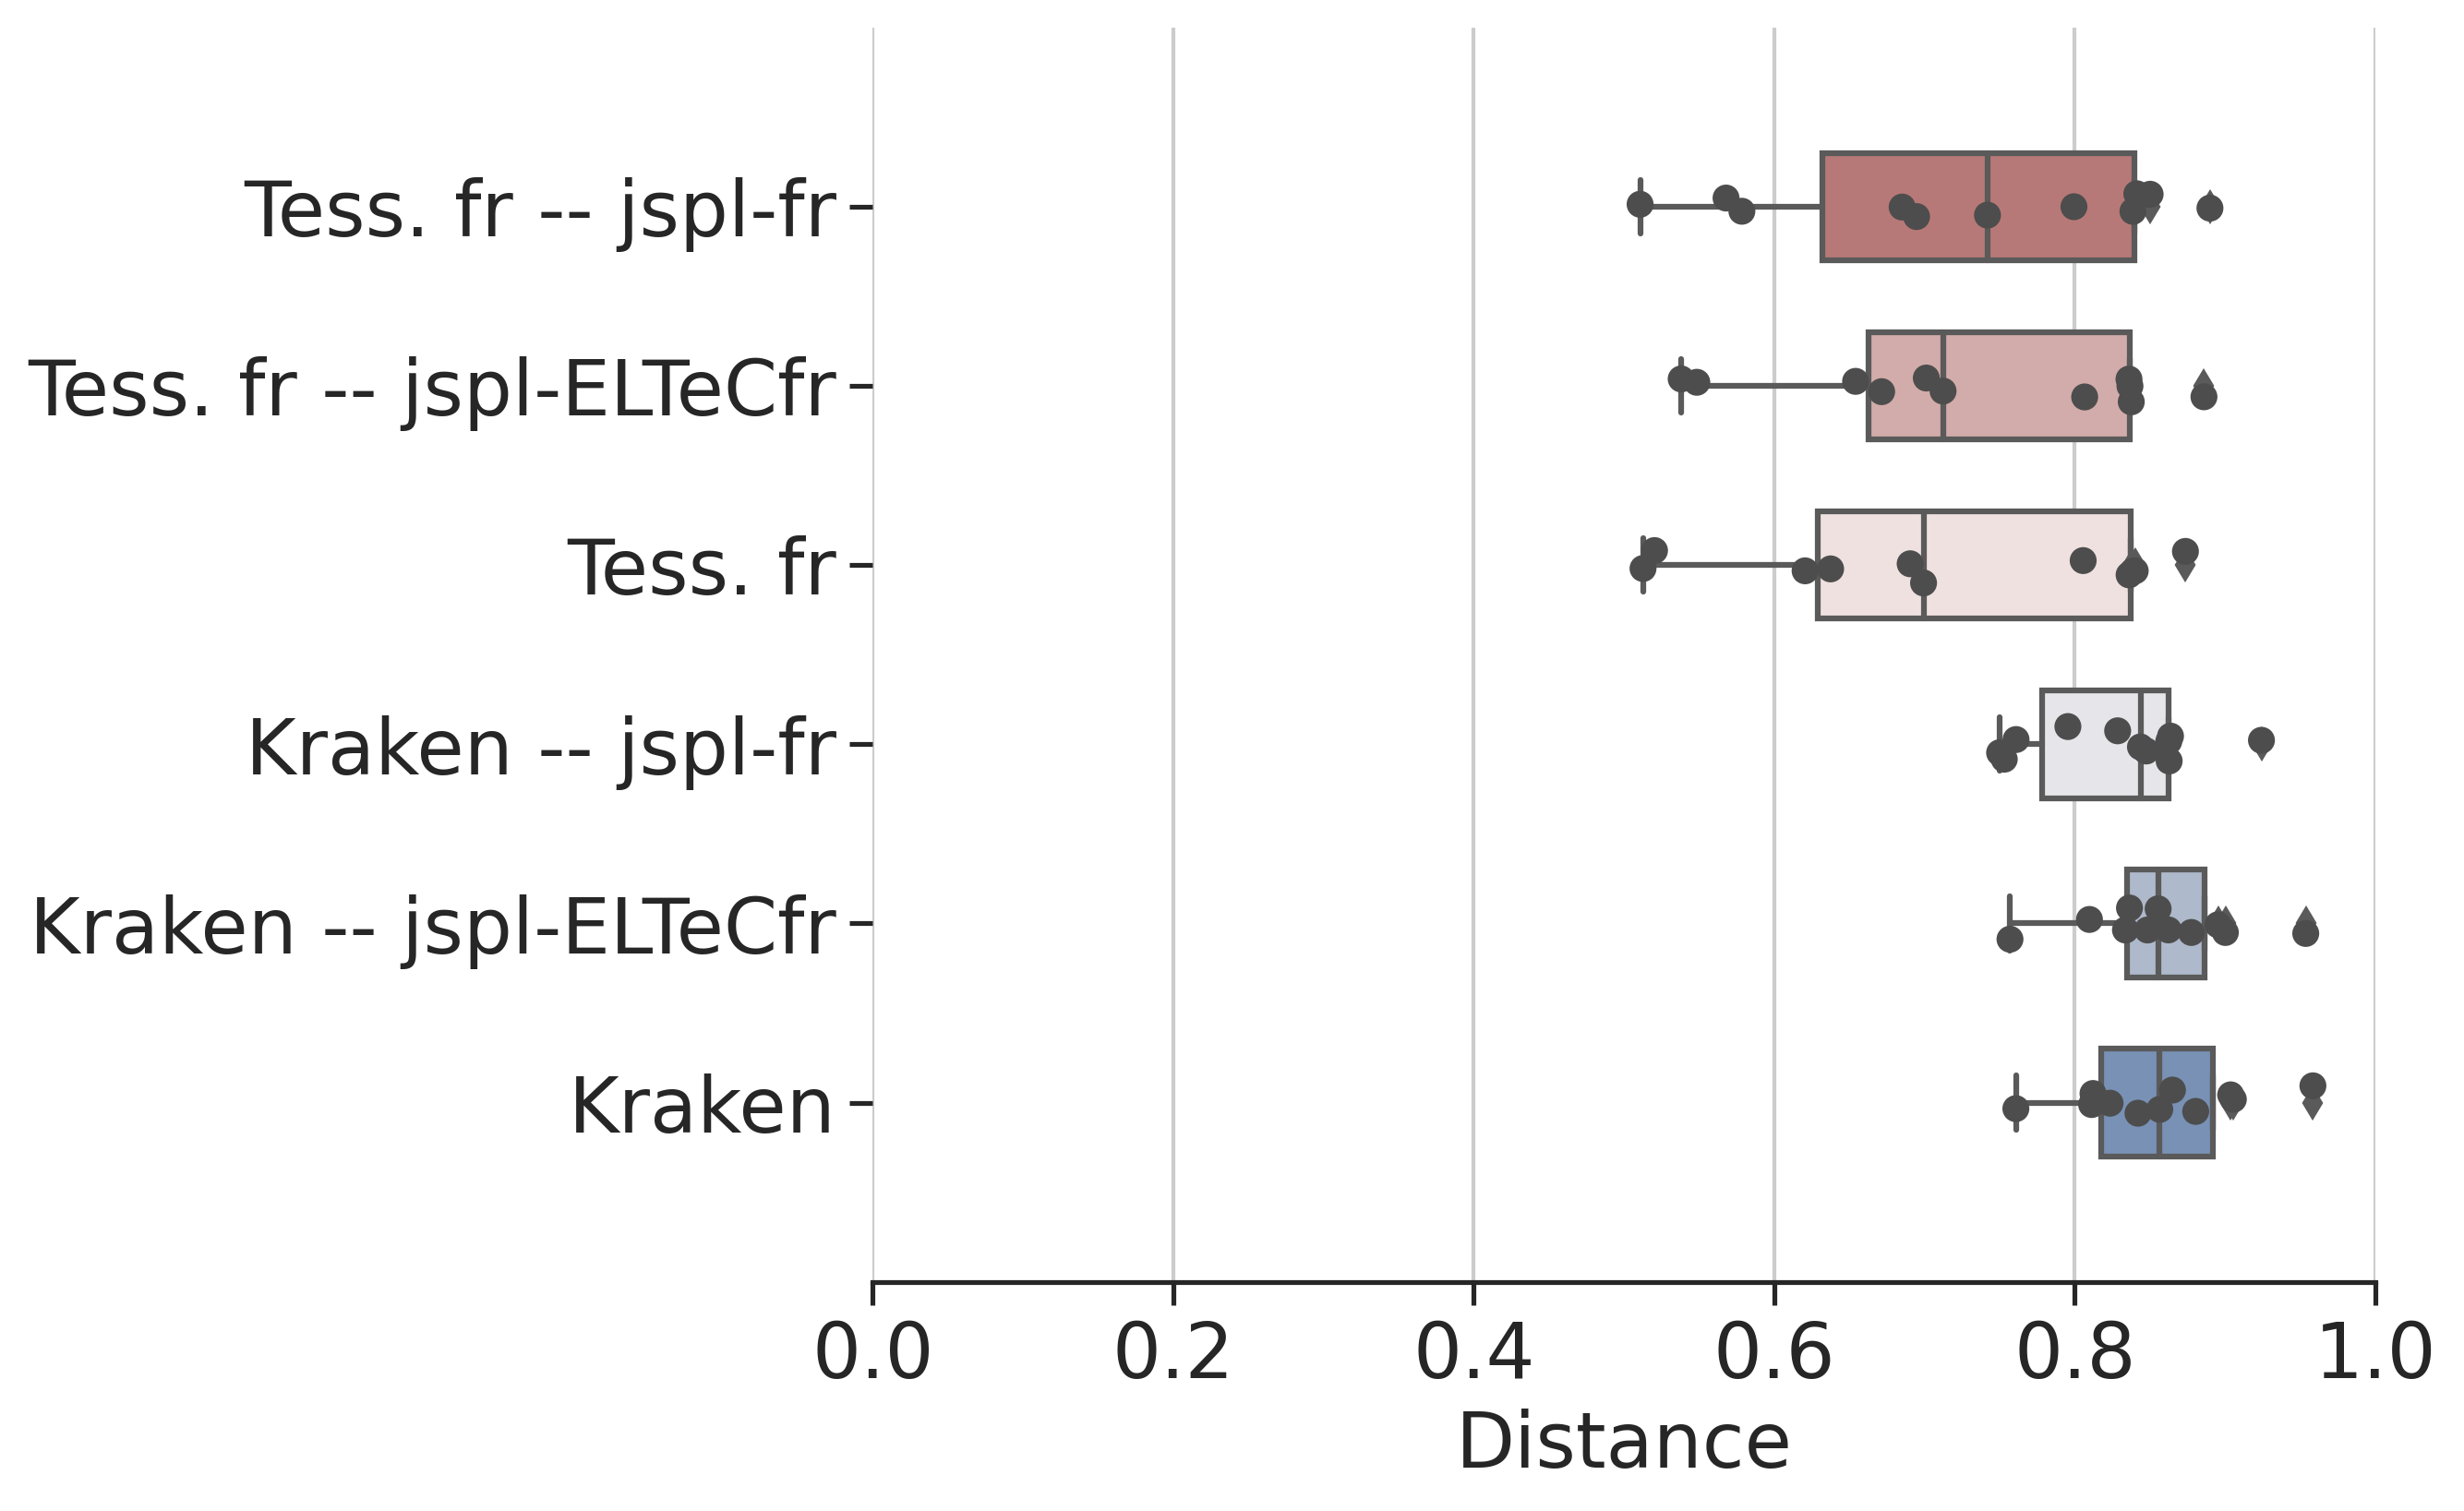 Tess. fr -- jspl-fr
Tess. fr -- jspl-ELTeCfr
Tess. fr
Kraken -- jspl-fr
Kraken -- jspl-ELTeCfr
Kraken
0.0 0.2 0.4 0.6 0.8 1.0
Distance